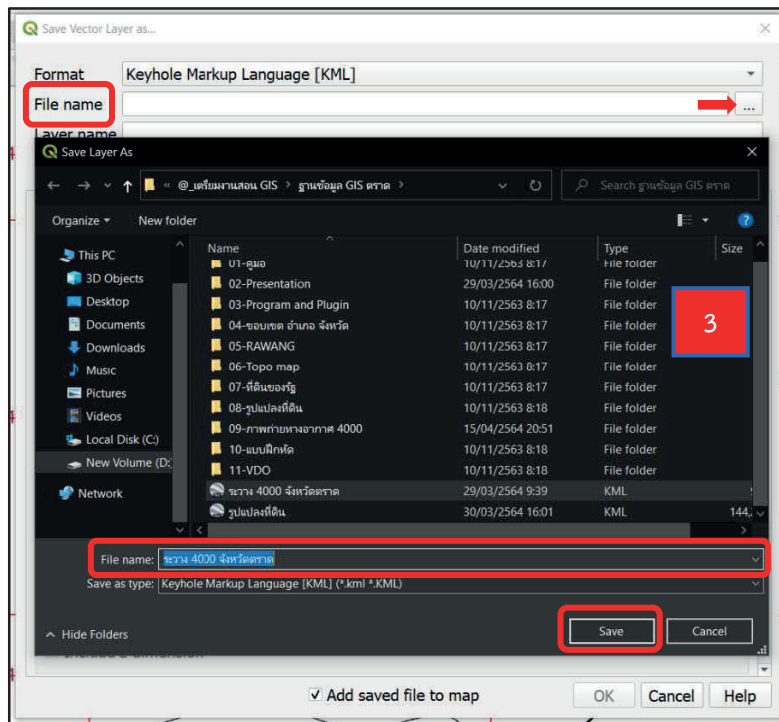 Save Vector Layer as...
Format Keyhole Markup Language [KML]
File name ...
Layer name
Save Layer As
« @_เตรียมงานสอน GIS > ฐานข้อมูล GIS ตราด >
Search ฐานข้อมูล GIS ตราด
Organize New folder
This PC
3D Objects
Desktop
Documents
Downloads
Music
Pictures
Videos
Local Disk (C:)
New Volume (D:
Network
Name Date modified Type Size
01-คู่มือ 10/11/2563 8:17 File folder
02-Presentation 29/03/2564 16:00 File folder
03-Program and Plugin 10/11/2563 8:17 File folder
04-ขอบเขต อำเภอ จังหวัด 10/11/2563 8:17 File folder
05-RAWANG 10/11/2563 8:17 File folder
06-Topo map 10/11/2563 8:17 File folder
07-ที่ดินของรัฐ 10/11/2563 8:17 File folder
08-รูปแปลงที่ดิน 10/11/2563 8:18 File folder
09-ภาพถ่ายทางอากาศ 4000 15/04/2564 20:51 File folder
10-แบบฝึกหัด 10/11/2563 8:18 File folder
11-VDO 10/11/2563 8:18 File folder
ระวาง 4000 จังหวัดตราด 29/03/2564 9:39 KML
รูปแปลงที่ดิน 30/03/2564 16:01 KML 144,
3
File name: ระวาง 4000 จังหวัดตราด
Save as type: Keyhole Markup Language [KML] (*.kml *.KML)
Hide Folders Save Cancel
Add saved file to map OK Cancel Help